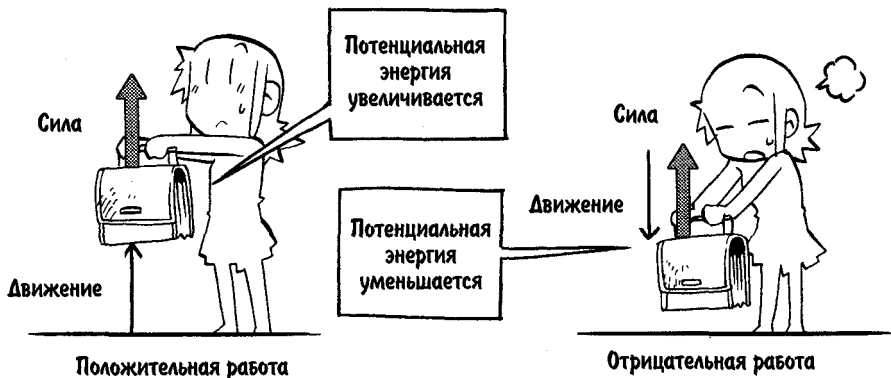 Потенциальная
энергия
увеличивается
Сила
Движение
Положительная работа
Потенциальная
энергия
уменьшается
Сила
Движение
Отрицательная работа